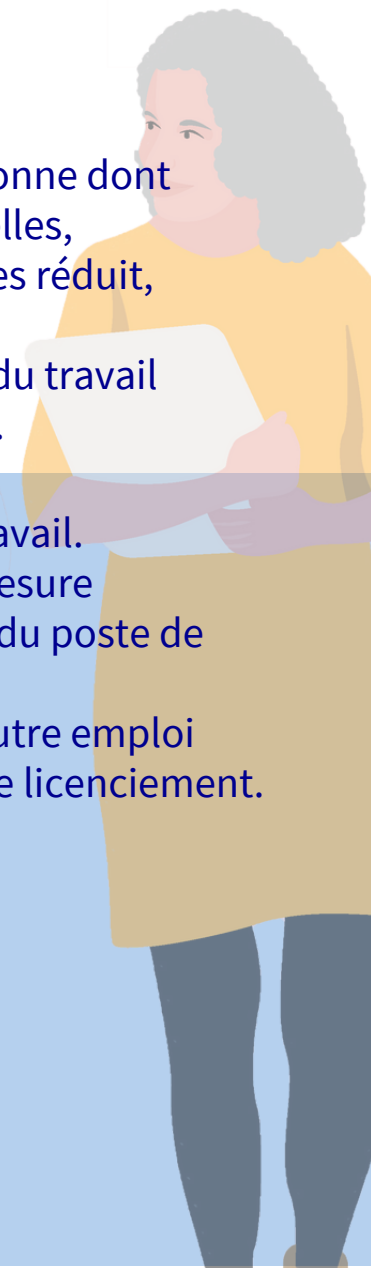 onne dont
lles,
es réduit,
du travail
.
avail.
esure
du poste de
utre emploi
e licenciement.